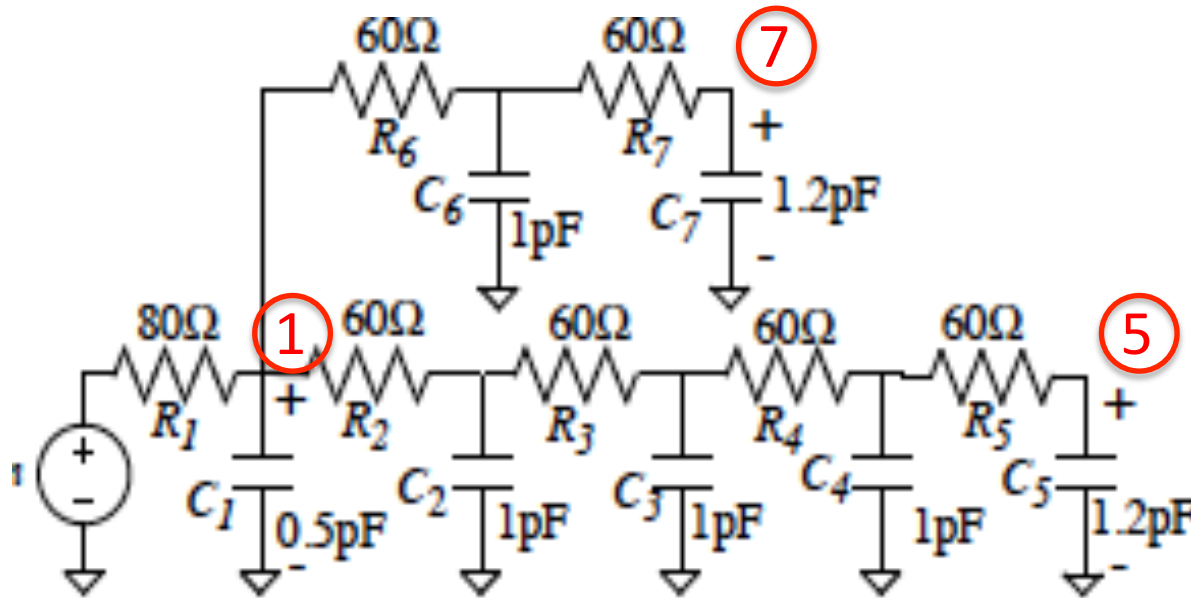 60Ω 60Ω 7
R6 R7 +
C6 1pF C7 1.2pF
-
80Ω 1 60Ω 60Ω 60Ω 60Ω 5
R1 + R2 R3 R4 R5 +
+
-
C1 C2 C3 C4 C5
0.5pF 1pF 1pF 1pF 1.2pF
- -